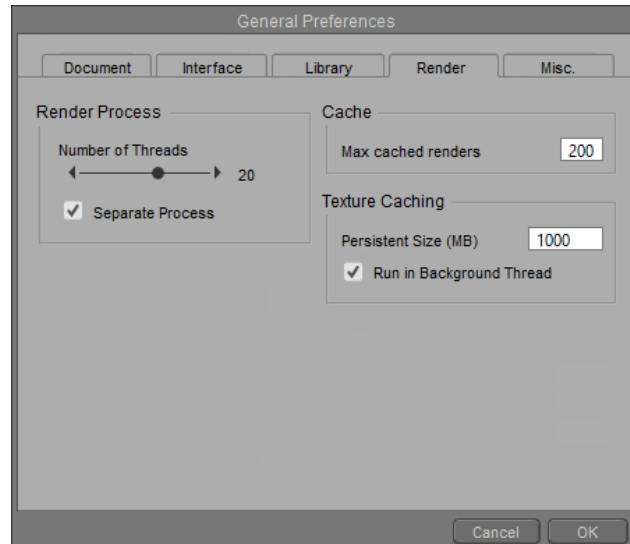 General Preferences
Document Interface Library Render Misc.
Render Process
Number of Threads
20
Separate Process
Cache
Max cached renders 200
Texture Caching
Persistent Size (MB) 1000
Run in Background Thread
Cancel OK